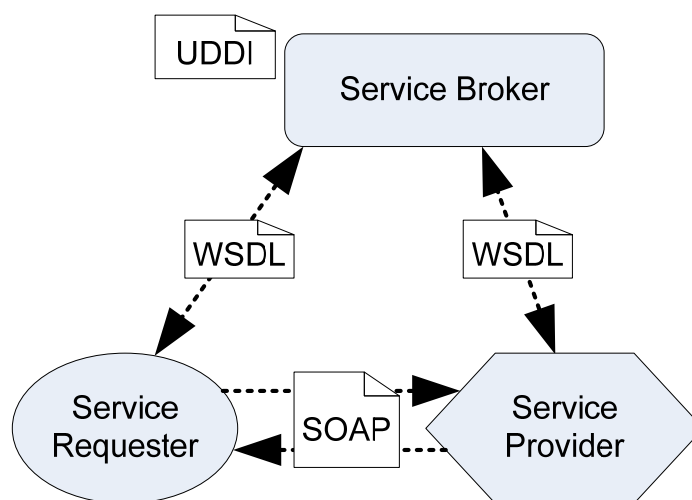 UDDI
Service Broker
WSDL
WSDL
Service
Requester
SOAP
Service
Provider